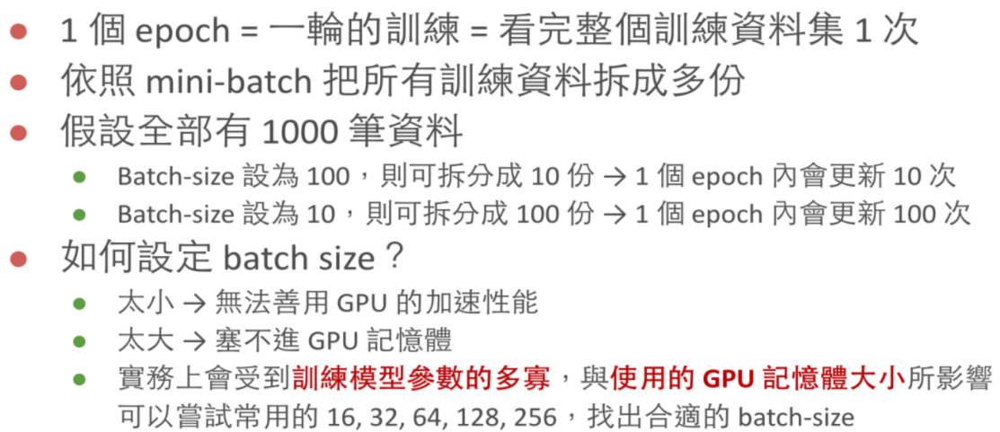 1 個 epoch = 一輪的訓練 = 看完整個訓練資料集 1 次
依照 mini-batch 把所有訓練資料拆成多份
假設全部有 1000 筆資料
Batch-size 設為 100，則可拆分成 10 份 → 1 個 epoch 內會更新 10 次
Batch-size 設為 10，則可拆分成 100 份 → 1 個 epoch 內會更新 100 次
如何設定 batch size？
太小 → 無法善用 GPU 的加速性能
太大 → 塞不進 GPU 記憶體
實務上會受到訓練模型參數的多寡，與使用的 GPU 記憶體大小所影響
可以嘗試常用的 16, 32, 64, 128, 256，找出合適的 batch-size